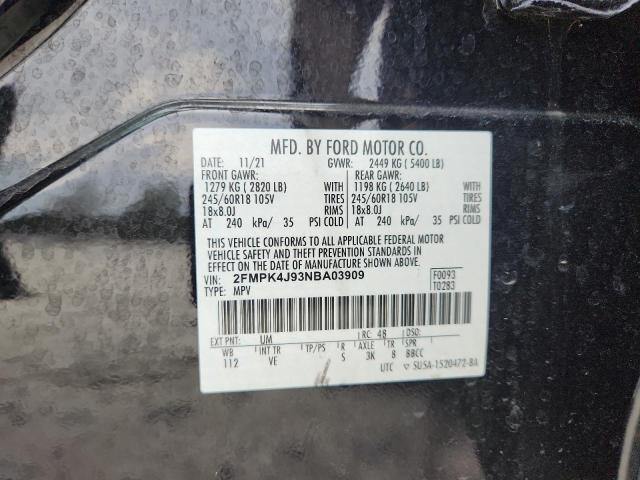 MFD. BY FORD MOTOR CO.
DATE: 11/21 GVWR: 2449 KG ( 5400 LB)
FRONT GAWR: REAR GAWR:
1279 KG ( 2820 LB) WITH 1198 KG ( 2640 LB) WITH
245/60R18 105V TIRES 245/60R18 105V TIRES
18x8.0J RIMS 18x8.0J RIMS
AT 240 kPa/ 35 PSI COLD AT 240 kPa/ 35 PSI COLD
THIS VEHICLE CONFORMS TO ALL APPLICABLE FEDERAL MOTOR
VEHICLE SAFETY AND THEFT PREVENTION STANDARDS IN
EFFECT ON THE DATE OF MANUFACTURE SHOWN ABOVE.
VIN: 2FMPK4J93NBA03909 F0093
TYPE: MPV T0283
EXT PNT: UM RC: 48 DSO:
WB INT TR TP/PS R AXLE TR SPR
112 VE S 3K 8 BBCC
UTC ▽ SU5A-1520472-BA